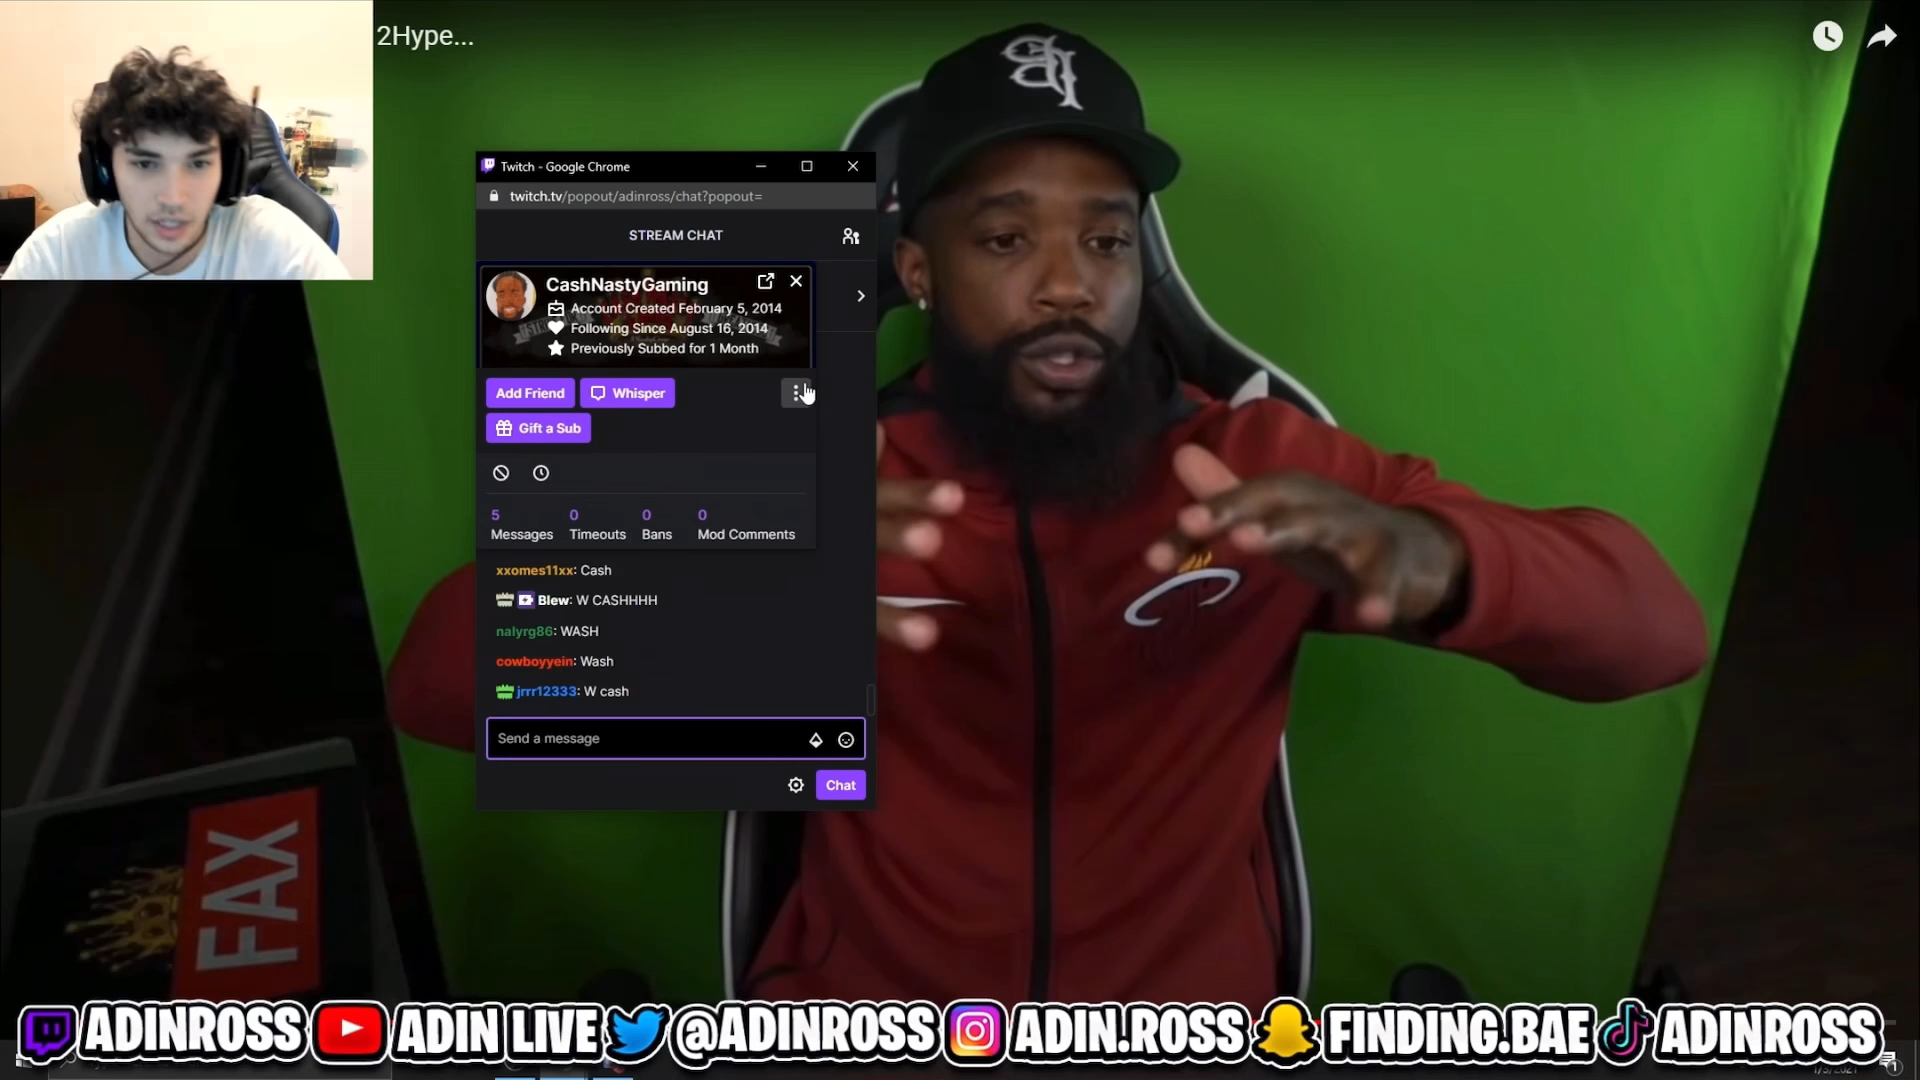 2Hype...
Twitch - Google Chrome
twitch.tv/popout/adinross/chat?popout=
STREAM CHAT
CashNastyGaming
Account Created February 5, 2014
Following Since August 16, 2014
Previously Subbed for 1 Month
Add Friend
Whisper
Gift a Sub
5 0 0 0
Messages Timeouts Bans Mod Comments
xxomes11xx: Cash
Blew: W CASHHHH
nalyrg86: WASH
cowboyyein: Wash
jrrr12333: W cash
Send a message
Chat
FAX
ADINROSS ADIN LIVE @ADINROSS ADIN.ROSS FINDING.BAE ADINROSS